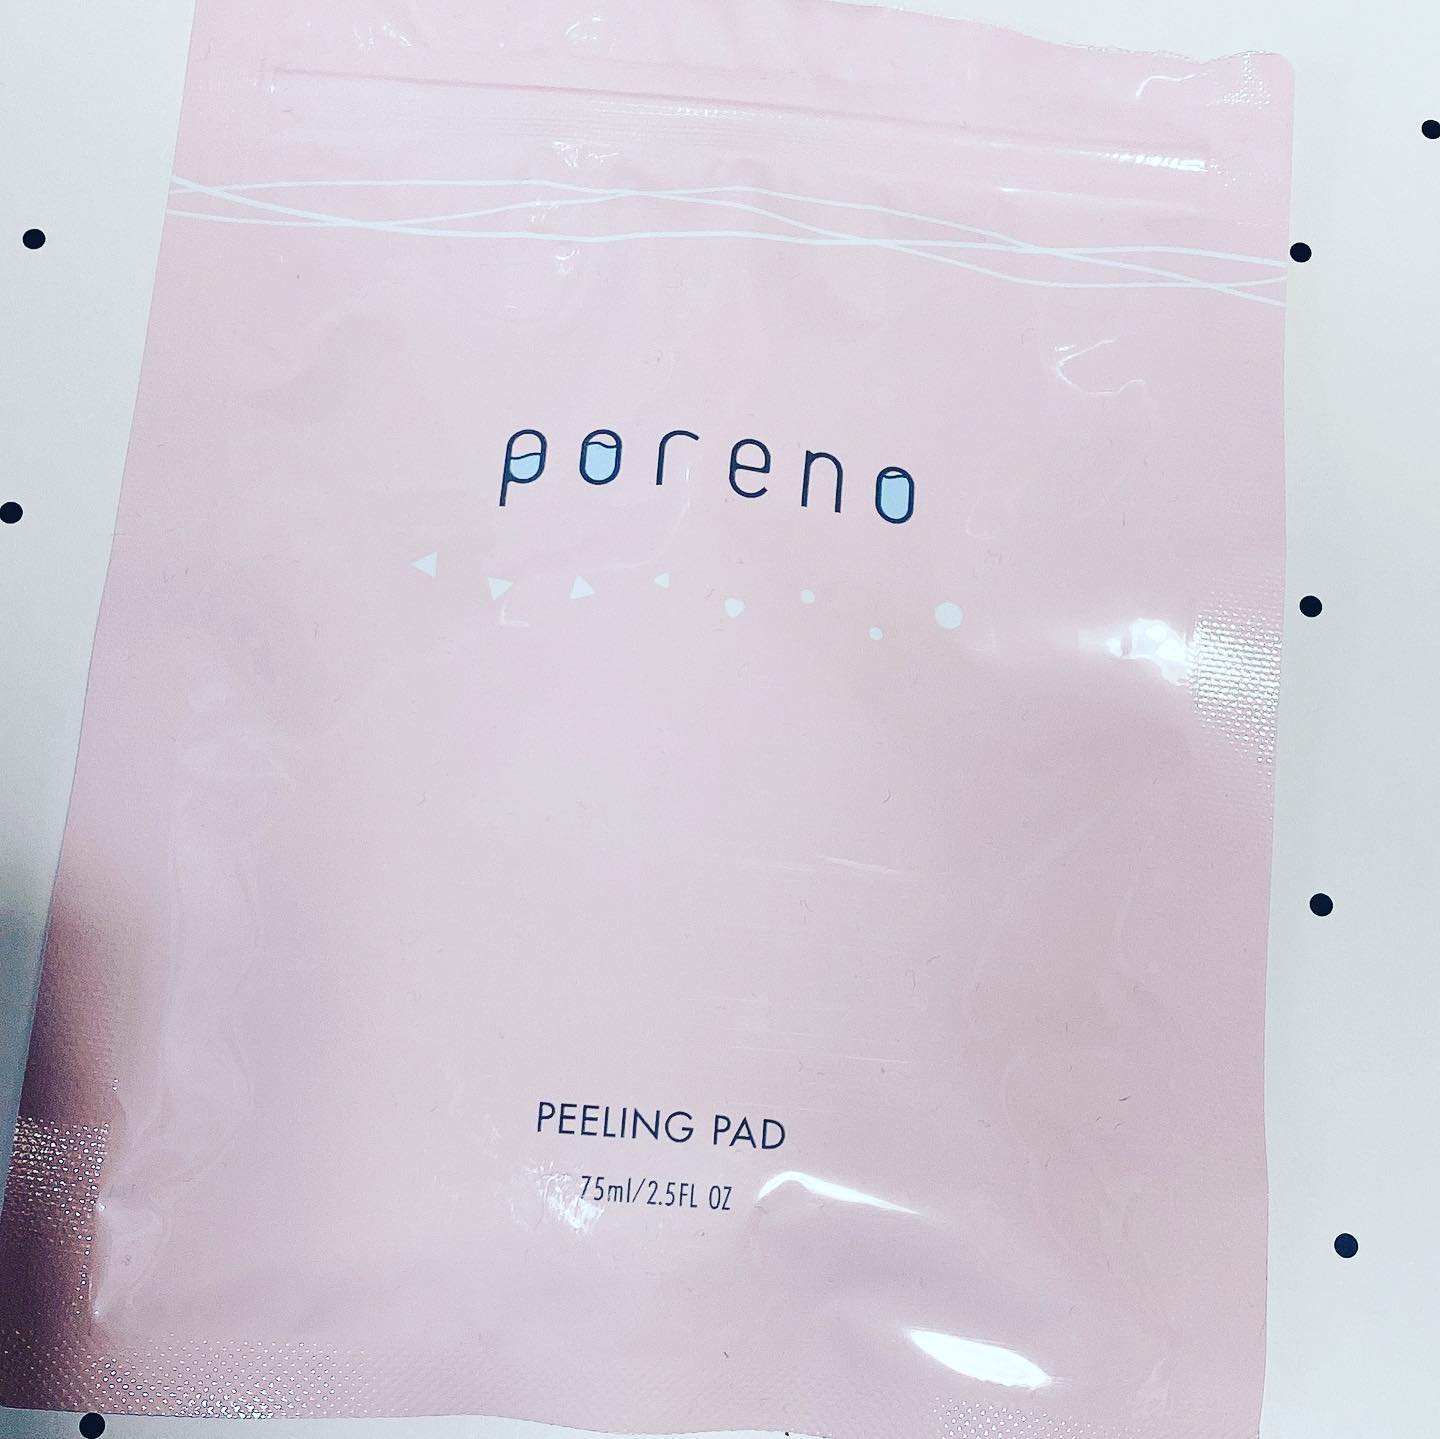 poreno
PEELING PAD
75ml/2.5FL OZ